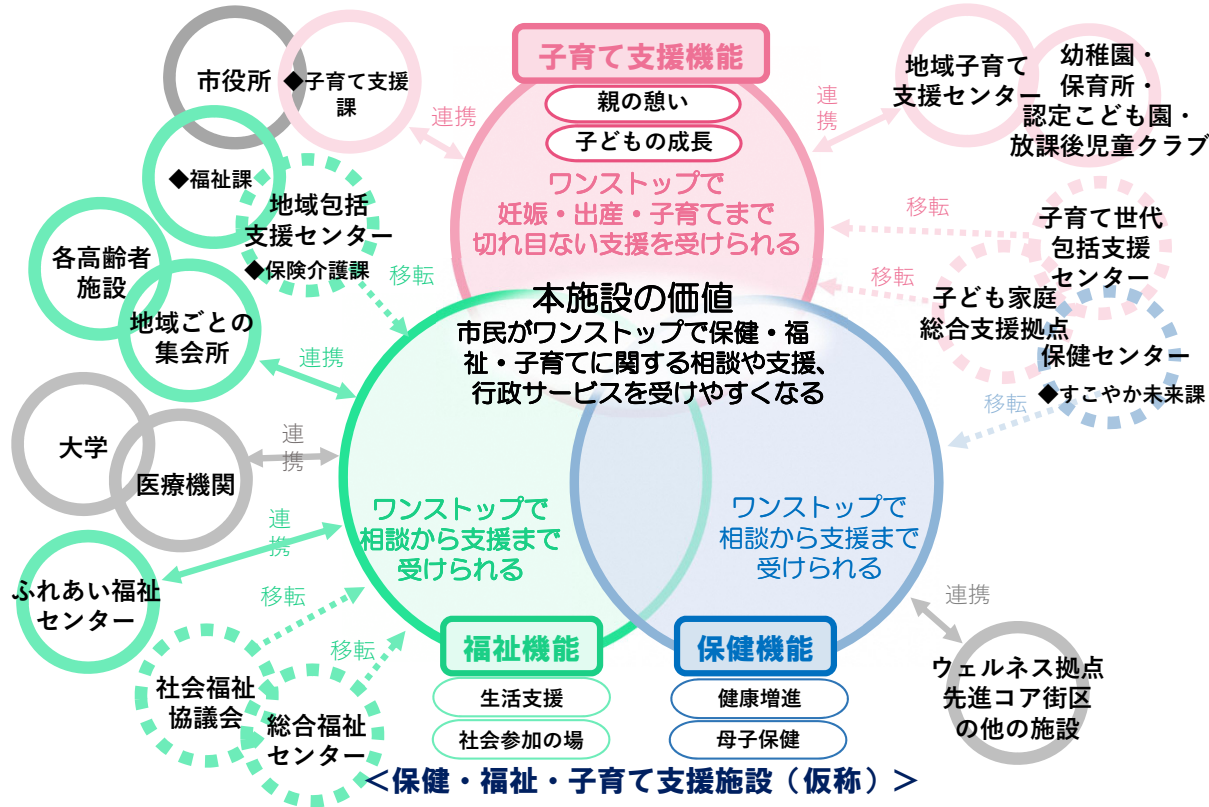 子育て支援機能
親の憩い
子どもの成長
ワンストップで
妊娠・出産・子育てまで
切れ目ない支援を受けられる
市役所
◆子育て支援
課
連携
◆福祉課
地域包括
支援センター
◆保険介護課
移転
各高齢者
施設
地域ごとの
集会所
連携
連
携
地域子育て
支援センター
幼稚園・
保育所・
認定こども園・
放課後児童クラブ
移転
子育て世代
包括支援
センター
移転
子ども家庭
総合支援拠点
保健センター
◆すこやか未来課
移転
本施設の価値
市民がワンストップで保健・福
祉・子育てに関する相談や支援、
行政サービスを受けやすくなる
大学
医療機関
連
携
連
携
ふれあい福祉
センター
移転
移転
社会福祉
協議会
総合福祉
センター
ワンストップで
相談から支援まで
受けられる
ワンストップで
相談から支援まで
受けられる
福祉機能
生活支援
社会参加の場
保健機能
健康増進
母子保健
連携
ウェルネス拠点
先進コア街区
の他の施設
＜保健・福祉・子育て支援施設（仮称）＞